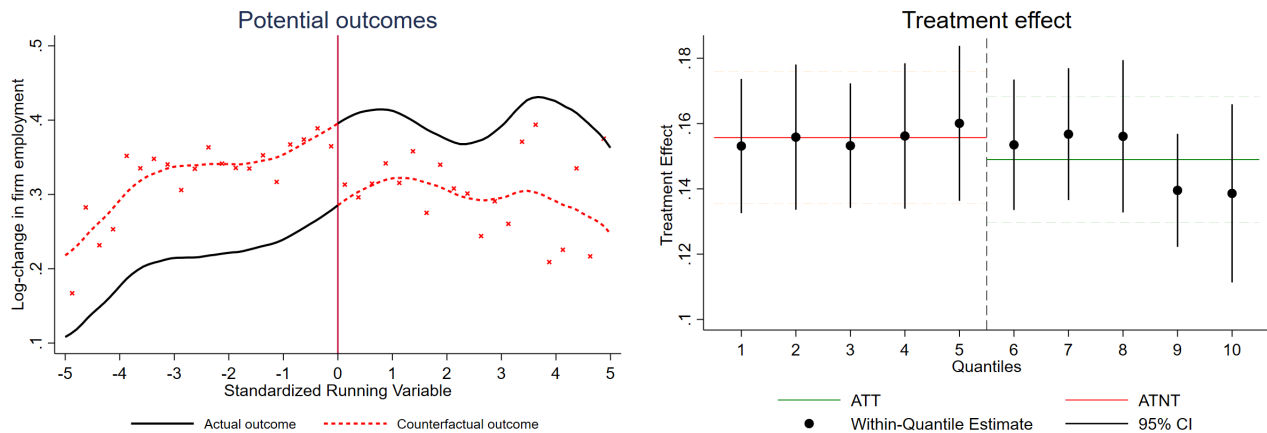 Potential outcomes
Log-change in firm employment
.5
.4
.3
.2
.1
-5 -4 -3 -2 -1 0 1 2 3 4 5
Standardized Running Variable
Actual outcome Counterfactual outcome
Treatment effect
Treatment Effect
.18
.16
.14
.12
.1
1 2 3 4 5 6 7 8 9 10
Quantiles
ATT ATNT
Within-Quantile Estimate 95% CI